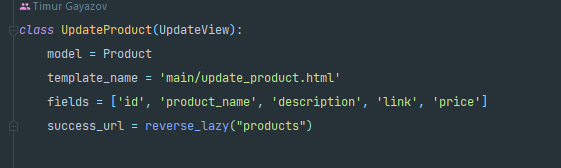 Timur Gayazov
class UpdateProduct(UpdateView):
    model = Product
    template_name = 'main/update_product.html'
    fields = ['id', 'product_name', 'description', 'link', 'price']
    success_url = reverse_lazy("products")